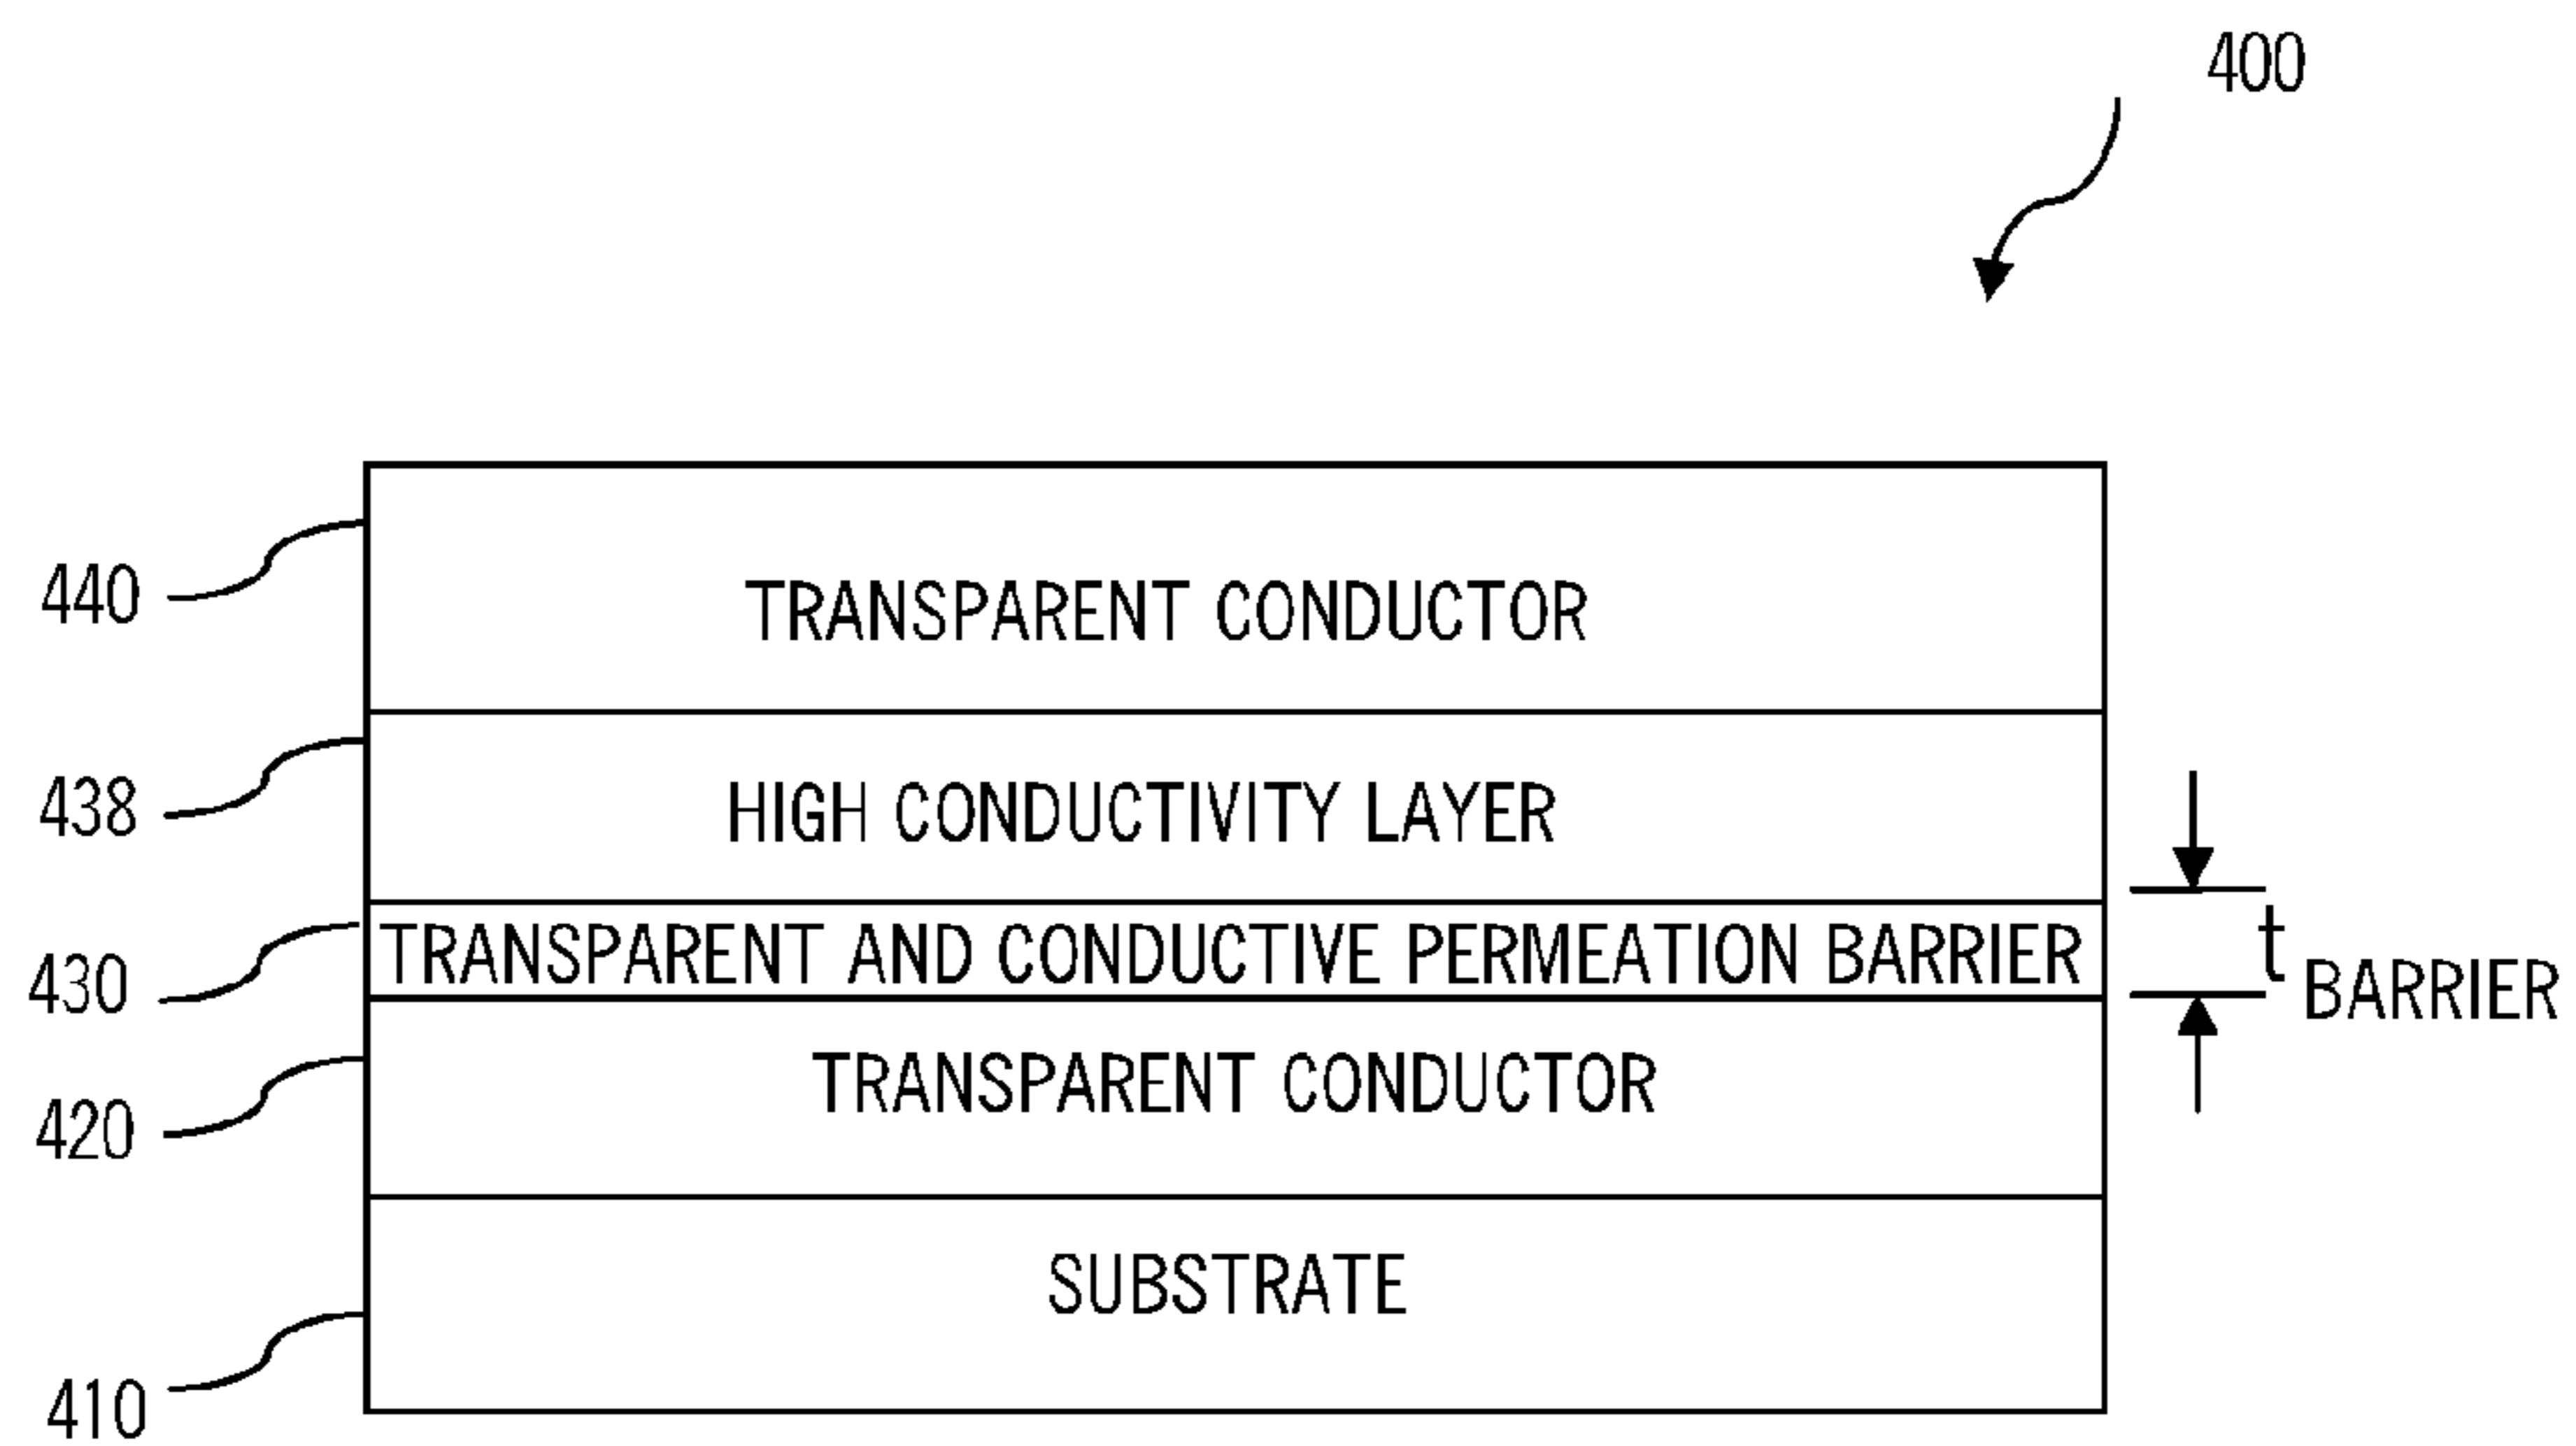 400
440
TRANSPARENT CONDUCTOR
438
HIGH CONDUCTIVITY LAYER
430
TRANSPARENT AND CONDUCTIVE PERMEATION BARRIER
t BARRIER
420
TRANSPARENT CONDUCTOR
SUBSTRATE
410